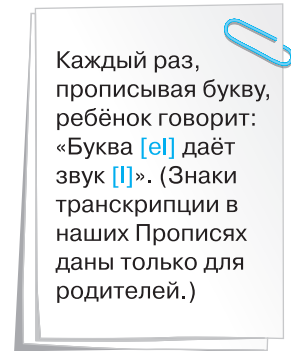 Каждый раз,
прописывая букву,
ребёнок говорит:
«Буква [el] даёт
звук [l]». (Знаки
транскрипции в
наших Прописях
даны только для
родителей.)